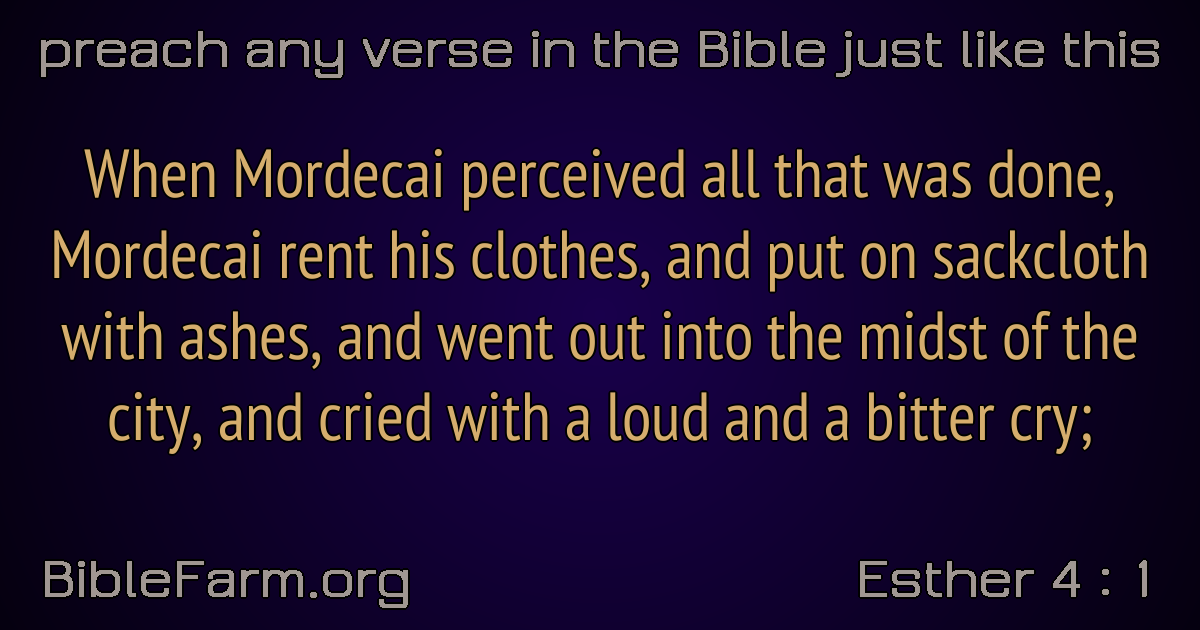 preach any verse in the Bible just like this
When Mordecai perceived all that was done,
Mordecai rent his clothes, and put on sackcloth
with ashes, and went out into the midst of the
city, and cried with a loud and a bitter cry;
BibleFarm.org
Esther 4 : 1